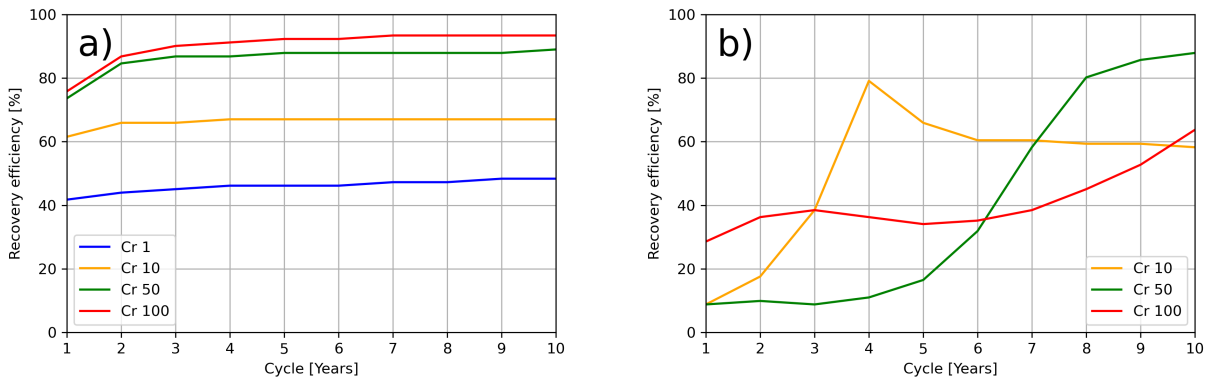 a)
Recovery efficiency [%]
100
80
60
40
20
0
Cr 1
Cr 10
Cr 50
Cr 100
1 2 3 4 5 6 7 8 9 10
Cycle [Years]
b)
Recovery efficiency [%]
100
80
60
40
20
0
Cr 10
Cr 50
Cr 100
1 2 3 4 5 6 7 8 9 10
Cycle [Years]